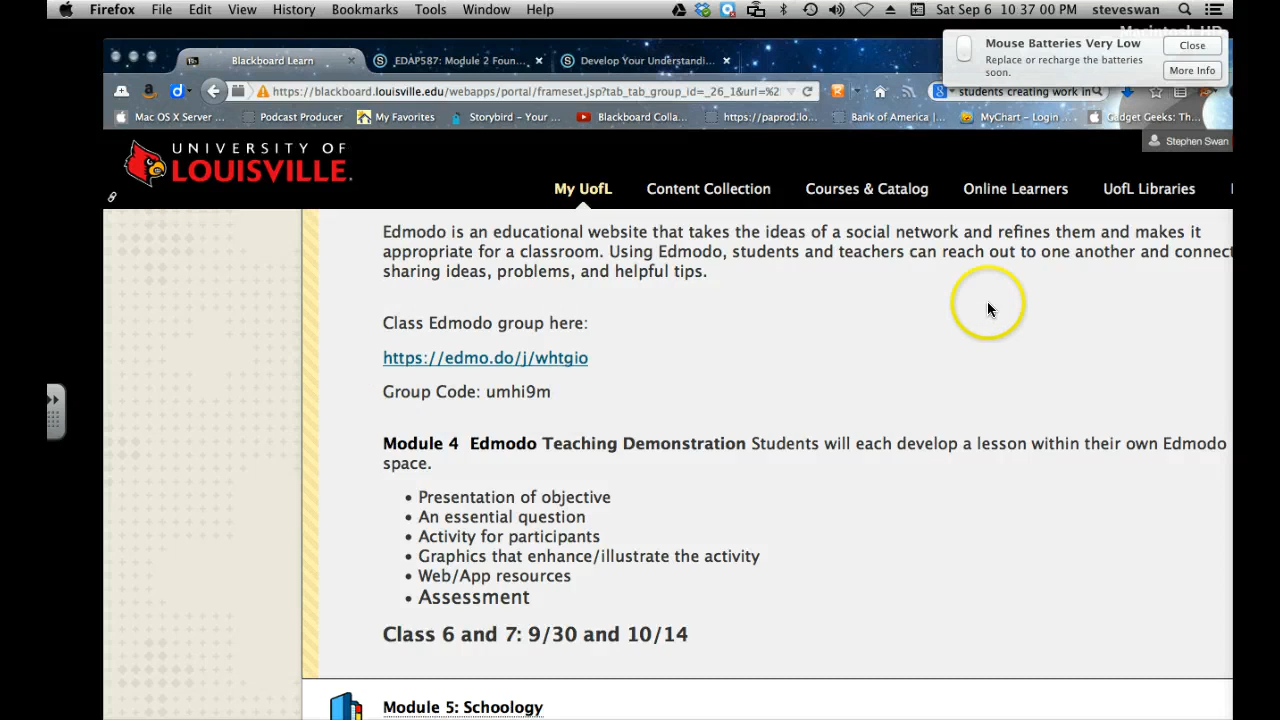 Firefox File Edit View History Bookmarks Tools Window Help Sat Sep 6 10:37:00 PM steveswan
Macintosh HD
Mouse Batteries Very Low
Replace or recharge the batteries
soon.
Close
More Info
Blackboard Learn
EDAP587: Module 2 Foun...
Develop Your Understandi...
https://blackboard.louisville.edu/webapps/portal/frameset.jsp?tab_tab_group_id=_26_1&url=%2
students creating work in
Mac OS X Server ... Podcast Producer My Favorites Storybird – Your ... Blackboard Colla... https://paprod.lo... Bank of America | ... MyChart – Login ... Gadget Geeks: Th...
Stephen Swan
UNIVERSITY OF
LOUISVILLE.
My UofL Content Collection Courses & Catalog Online Learners UofL Libraries
Edmodo is an educational website that takes the ideas of a social network and refines them and makes it
appropriate for a classroom. Using Edmodo, students and teachers can reach out to one another and connect
sharing ideas, problems, and helpful tips.
Class Edmodo group here:
https://edmo.do/j/whtgio
Group Code: umhi9m
Module 4 Edmodo Teaching Demonstration Students will each develop a lesson within their own Edmodo
space.
• Presentation of objective
• An essential question
• Activity for participants
• Graphics that enhance/illustrate the activity
• Web/App resources
• Assessment
Class 6 and 7: 9/30 and 10/14
Module 5: Schoology